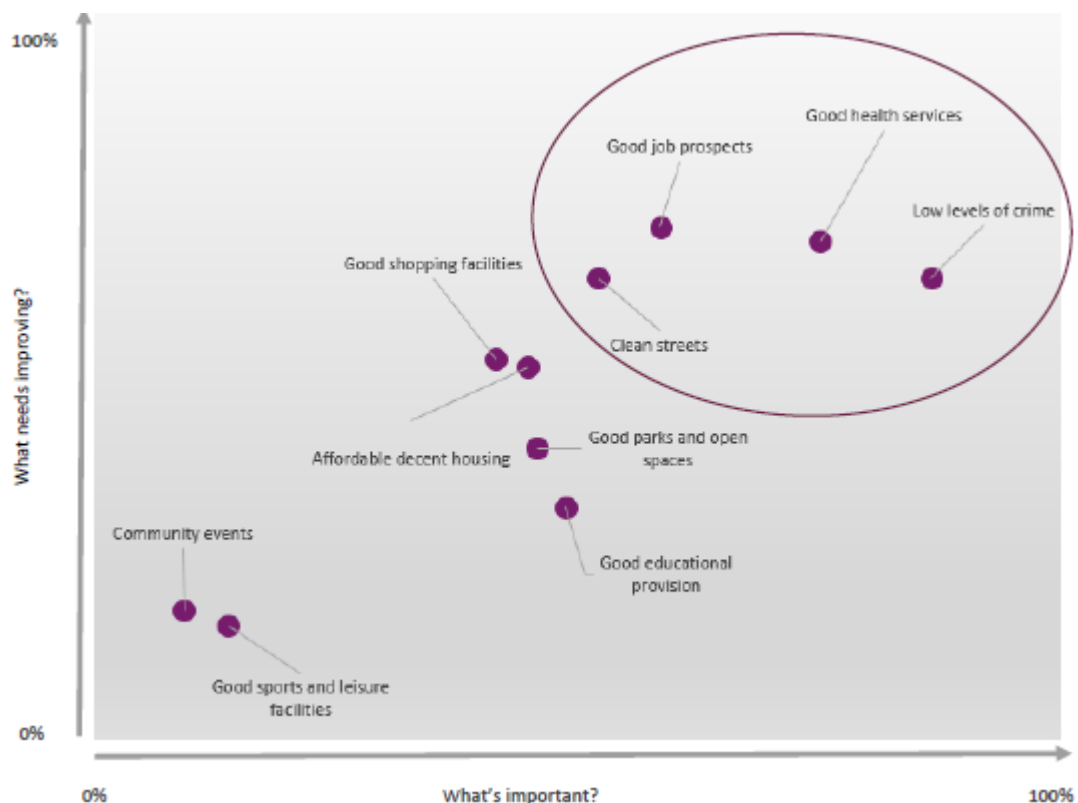 100%
Good health services
Good job prospects
Low levels of crime
Good shopping facilities
Clean streets
What needs improving?
Good parks and open
spaces
Affordable decent housing
Community events
Good educational
provision
Good sports and leisure
facilities
0%
0%
What's important?
100%